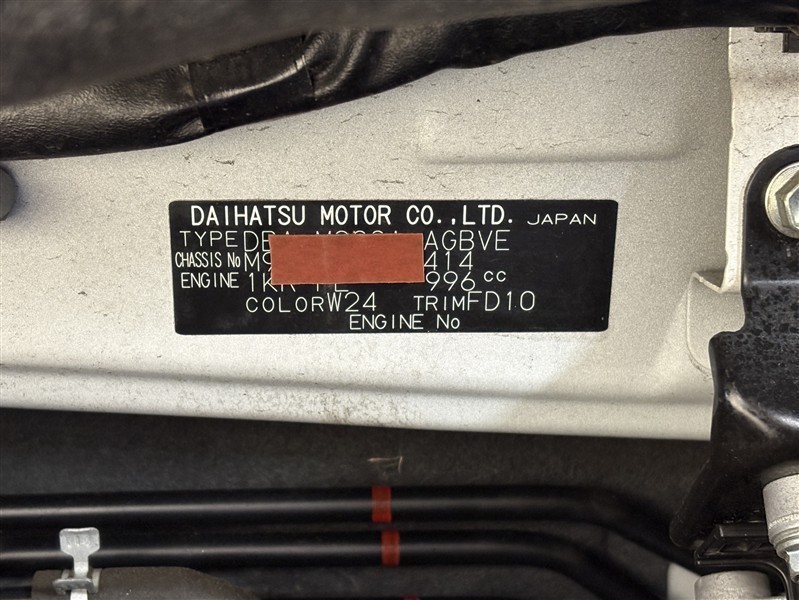 DAIHATSU MOTOR CO.,LTD. JAPAN
TYPE AGBVE
CHASSIS No 414
ENGINE 996 cc
COLOR W24 TRIM FD10
ENGINE No